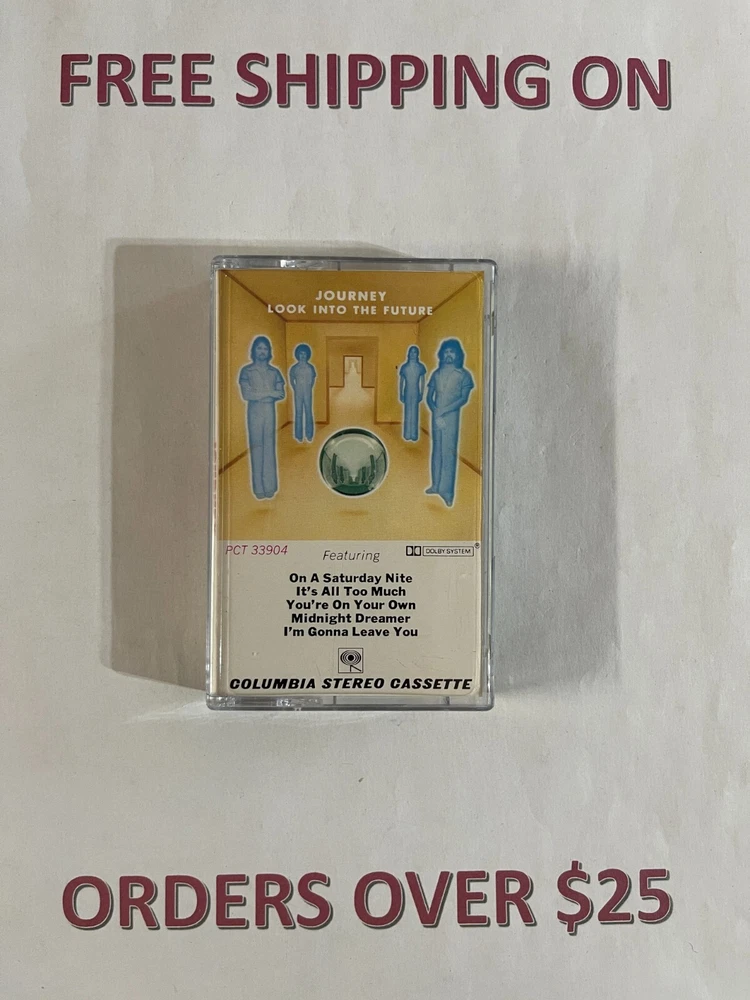 FREE SHIPPING ON
JOURNEY
LOOK INTO THE FUTURE
PCT 33904
Featuring
DOLBY SYSTEM®
On A Saturday Nite
It's All Too Much
You're On Your Own
Midnight Dreamer
I'm Gonna Leave You
COLUMBIA STEREO CASSETTE
ORDERS OVER $25